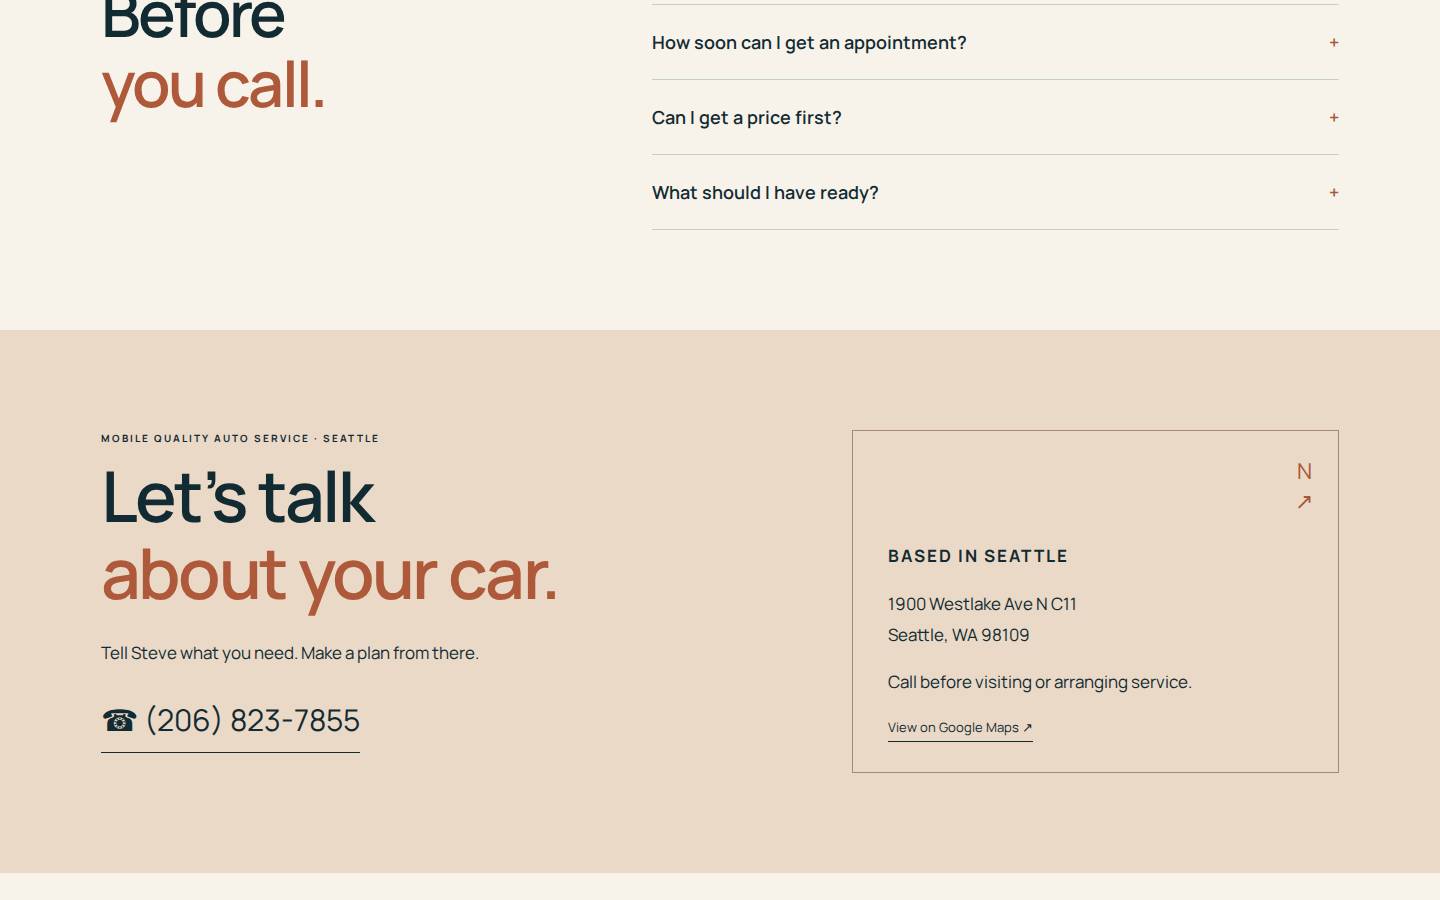 Before
you call.
How soon can I get an appointment? +
Can I get a price first? +
What should I have ready? +
MOBILE QUALITY AUTO SERVICE · SEATTLE
Let’s talk
about your car.
Tell Steve what you need. Make a plan from there.
☎ (206) 823-7855
N
↗
BASED IN SEATTLE
1900 Westlake Ave N C11
Seattle, WA 98109
Call before visiting or arranging service.
View on Google Maps ↗